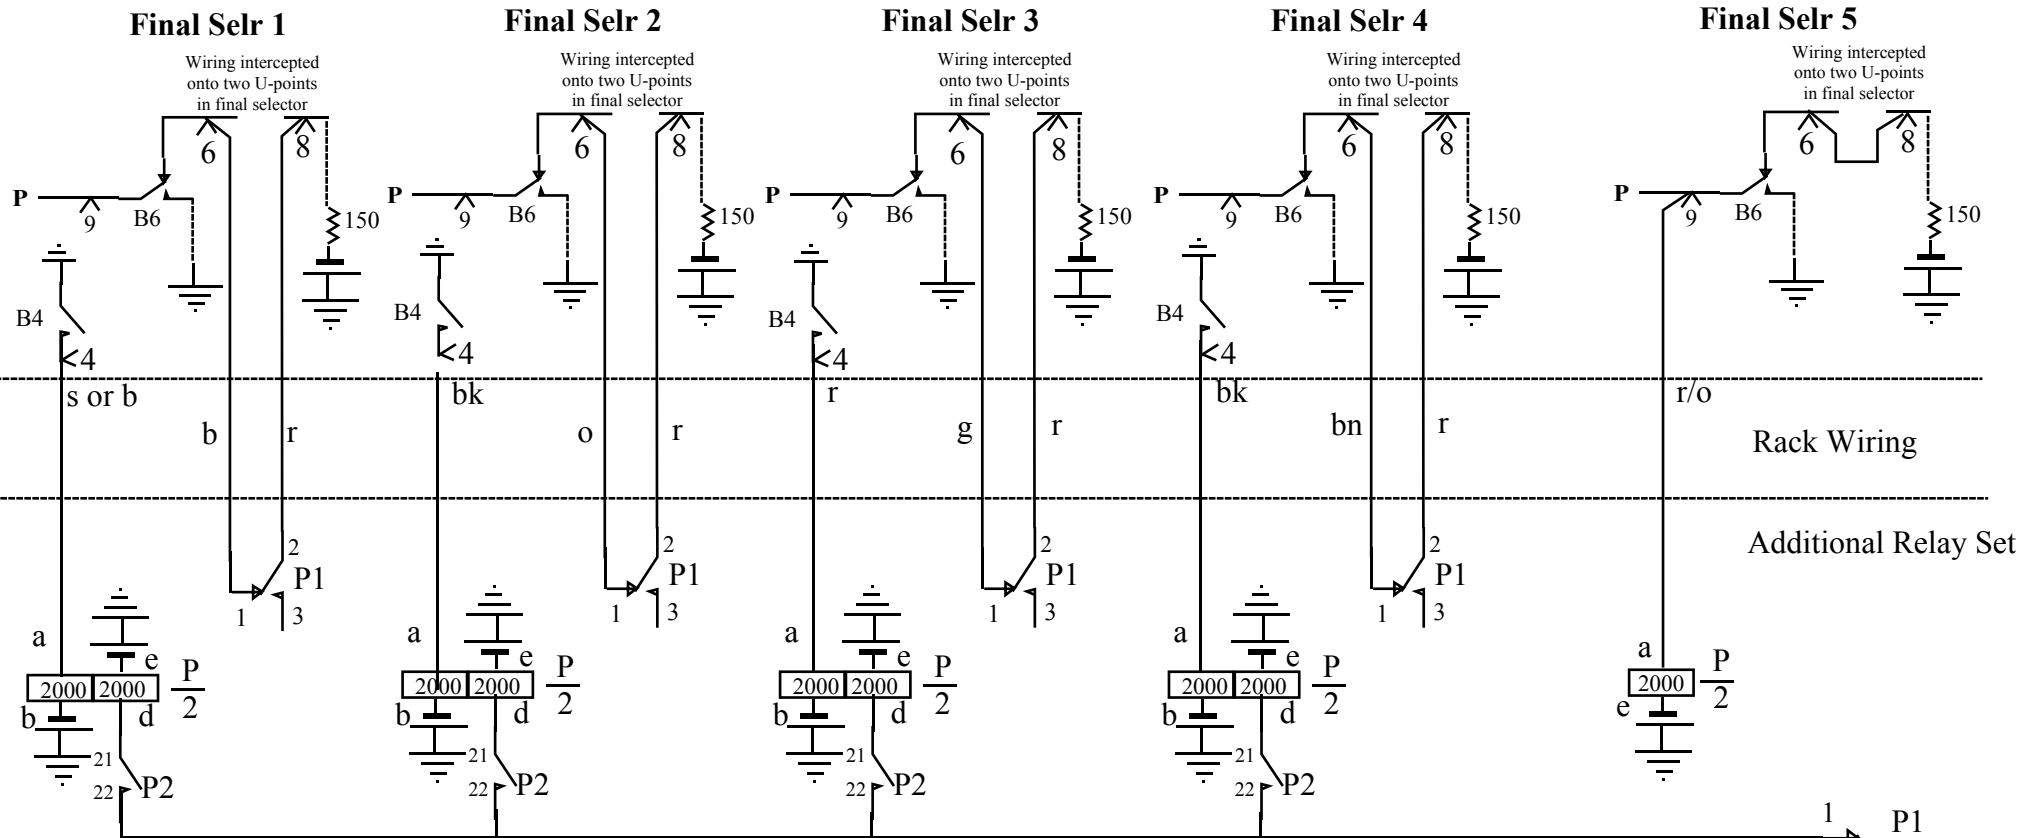 Final Selr 1
Final Selr 2
Final Selr 3
Final Selr 4
Final Selr 5
Wiring intercepted
onto two U-points
in final selector
Wiring intercepted
onto two U-points
in final selector
Wiring intercepted
onto two U-points
in final selector
Wiring intercepted
onto two U-points
in final selector
Wiring intercepted
onto two U-points
in final selector
6 8 6 8 6 8 6 8 6 8
P 9 B6 150 P 9 B6 150 P 9 B6 150 P 9 B6 150 P 9 B6 150
B4 B4 B4 B4
4 4 4 4
s or b bk r bk r/o
b r o r g r bn r Rack Wiring
Additional Relay Set
2 2 2 2
P1 P1 P1 P1
1 3 1 3 1 3 1 3
a a a a a
e P e P e P e P P
2000 2000 2000 2000 2000 2000 2000 2000 2000
2 2 2 2 2
b d b d b d b d e
21 21 21 21
22 P2 22 P2 22 P2 22 P2
1 P1